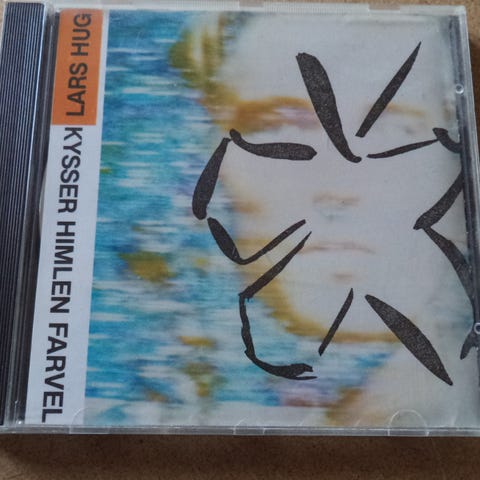 LARS HUG
KYSSER HIMLEN FARVEL